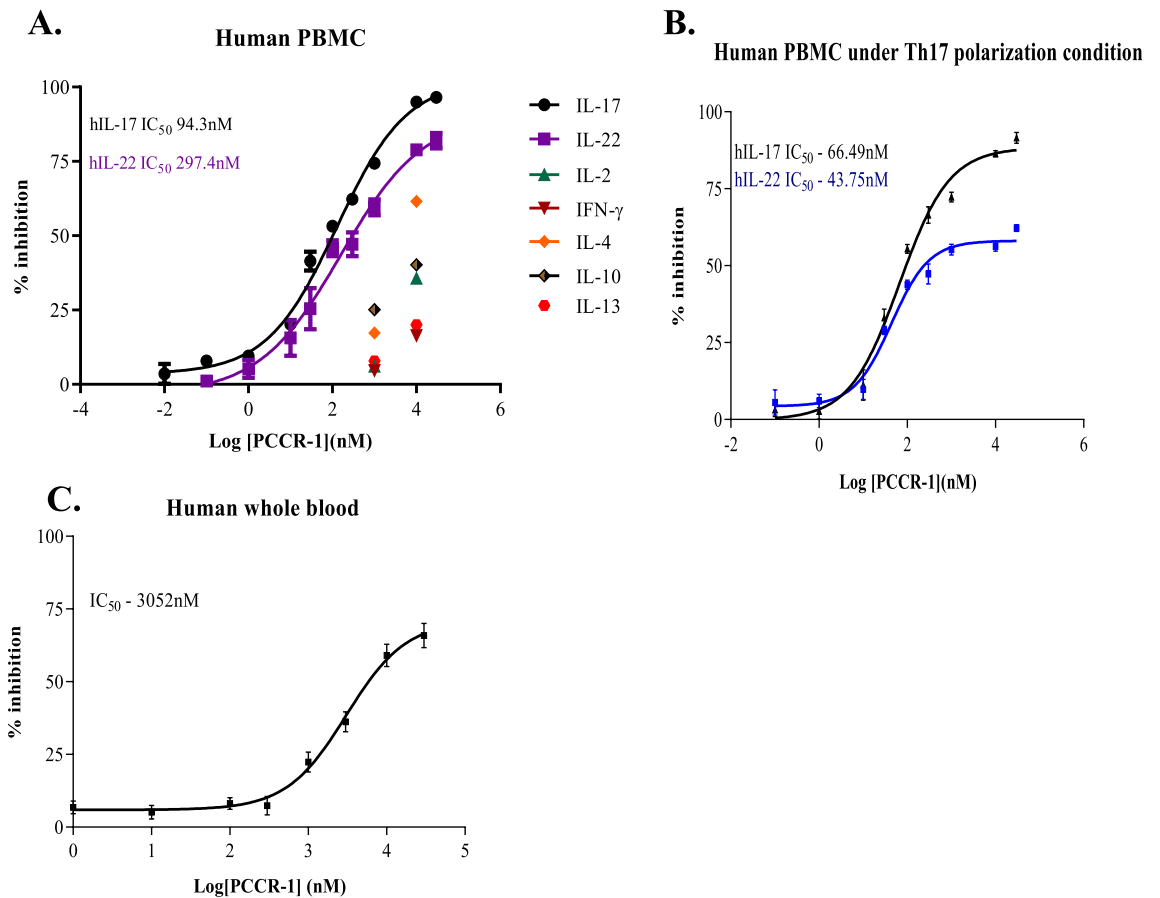 A.
Human PBMC
100
75
50
25
0
-4 -2 0 2 4 6
% inhibition
Log [PCCR-1](nM)
hIL-17 IC50 94.3nM
hIL-22 IC50 297.4nM
IL-17
IL-22
IL-2
IFN-γ
IL-4
IL-10
IL-13
B.
Human PBMC under Th17 polarization condition
100
75
50
25
0
-2 0 2 4 6
% inhibition
Log [PCCR-1](nM)
hIL-17 IC50 - 66.49nM
hIL-22 IC50 - 43.75nM
C.
Human whole blood
100
75
50
25
0
0 1 2 3 4 5
% inhibition
Log[PCCR-1] (nM)
IC50 - 3052nM